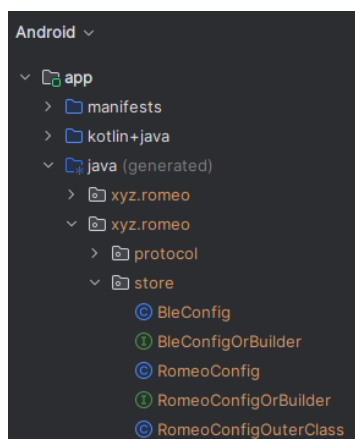 Android
app
manifests
kotlin+java
java (generated)
xyz.romeo
xyz.romeo
protocol
store
BleConfig
BleConfigOrBuilder
RomeoConfig
RomeoConfigOrBuilder
RomeoConfigOuterClass